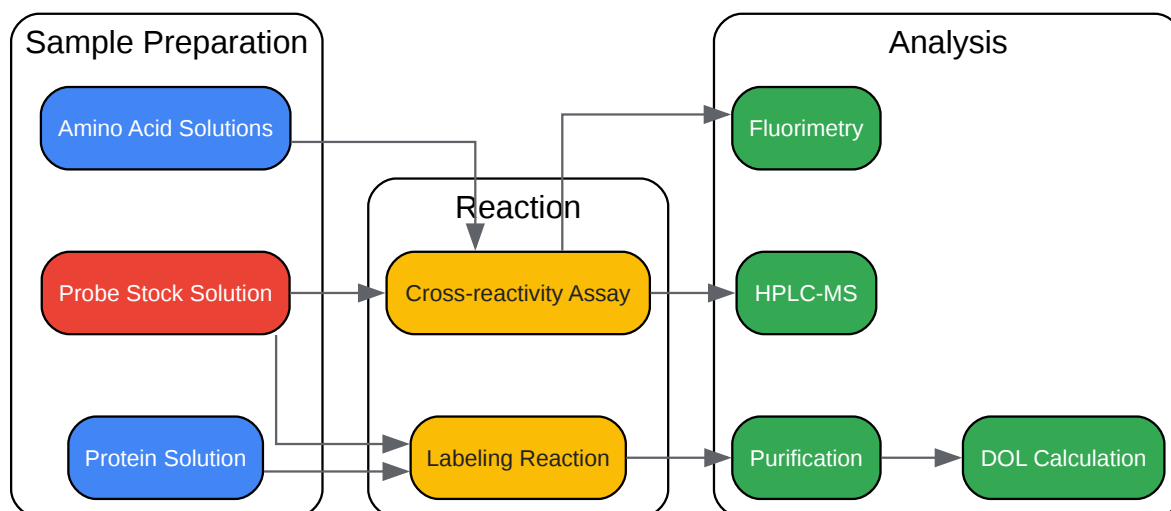 Sample Preparation
Amino Acid Solutions
Probe Stock Solution
Protein Solution
Reaction
Cross-reactivity Assay
Labeling Reaction
Analysis
Fluorimetry
HPLC-MS
Purification
DOL Calculation